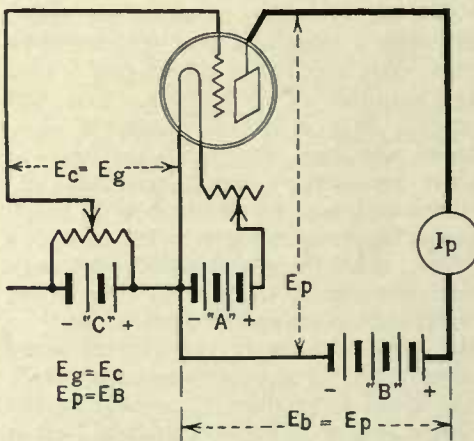 Ec = Eg
Ip
Ep
- "C" +
- "A" +
- "B" +
Eg = Ec
Ep = EB
Eb = Ep